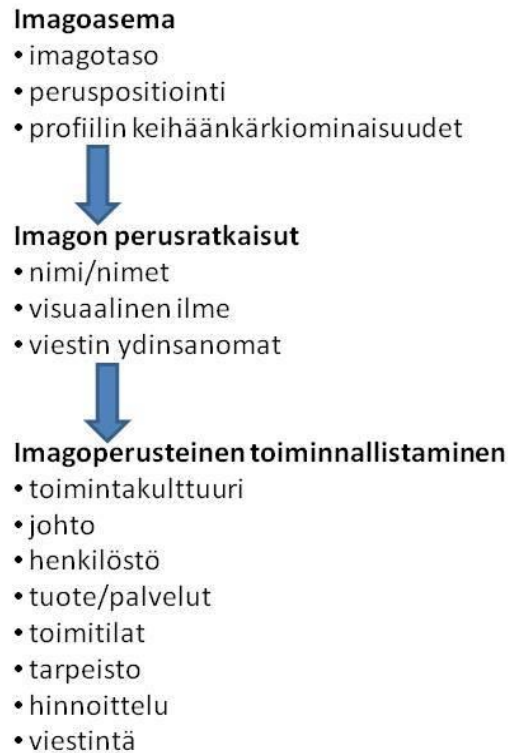 Imagoasema
• imagotaso
• peruspositiointi
• profiilin keihäänkärkiominaisuudet
Imagon perusratkaisut
• nimi/nimet
• visuaalinen ilme
• viestin ydinsanomat
Imagoperusteinen toiminnallistaminen
• toimintakulttuuri
• johto
• henkilöstö
• tuote/palvelut
• toimitilat
• tarpeisto
• hinnoittelu
• viestintä